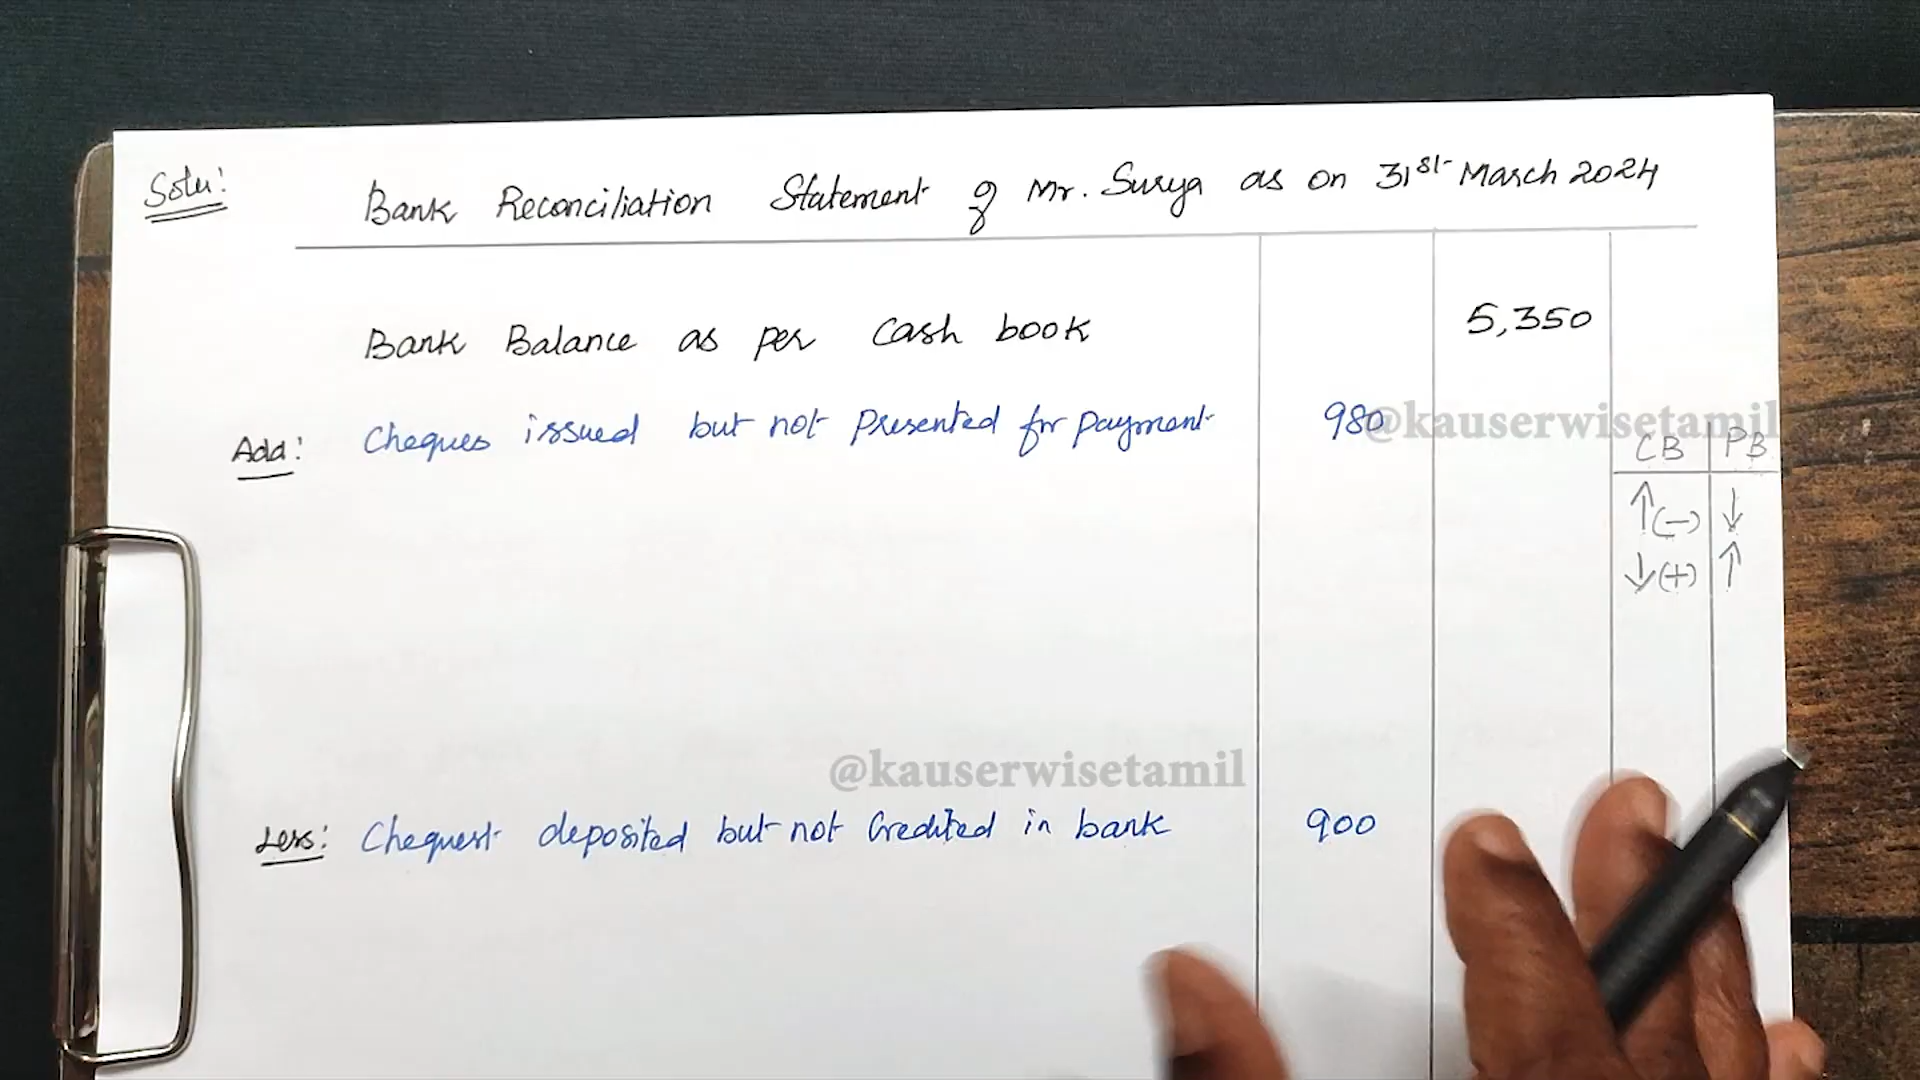 Solu:
Bank Reconciliation Statement of Mr. Surya as on 31st March 2024
Bank Balance as per Cash book 5,350
Add: Cheques issued but not Presented for payment 980
@kauserwisetamil
CB PB
↑(-) ↓
↓(+) ↑
@kauserwisetamil
Less: Chequest deposited but not Credited in bank 900